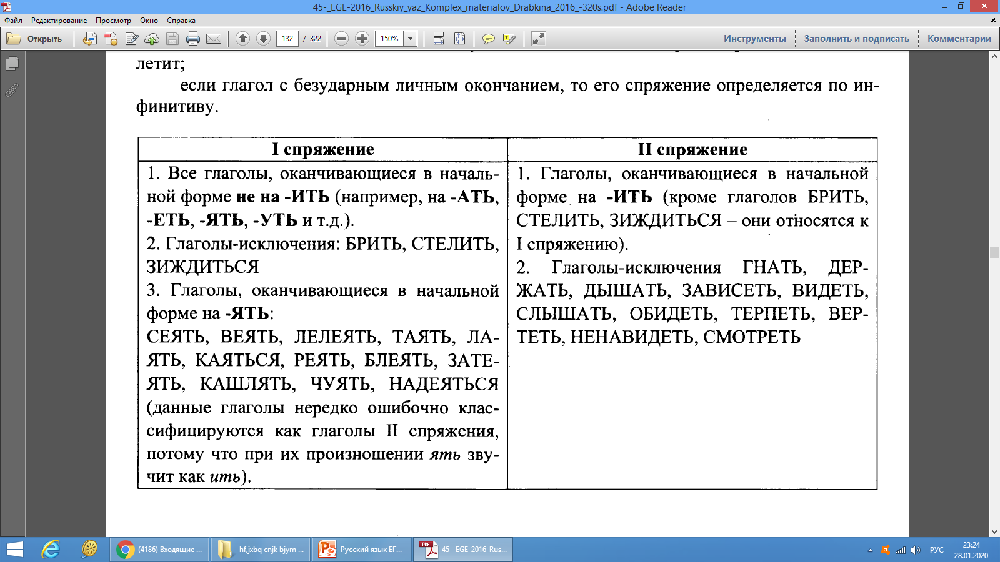 45-_EGE-2016_Russkiy_yaz_Komplex_materialov_Drabkina_2016_-320s.pdf - Adobe Reader
Файл Редактирование Просмотр Окно Справка
Открыть 132 / 322 150% Инструменты Заполнить и подписать Комментарии
летит;
если глагол с безударным личным окончанием, то его спряжение определяется по ин-
финитиву.
I спряжение
1. Все глаголы, оканчивающиеся в началь-
ной форме не на -ИТЬ (например, на -АТЬ,
-ЕТЬ, -ЯТЬ, -УТЬ и т.д.).
2. Глаголы-исключения: БРИТЬ, СТЕЛИТЬ,
ЗИЖДИТЬСЯ
3. Глаголы, оканчивающиеся в начальной
форме на -ЯТЬ:
СЕЯТЬ, ВЕЯТЬ, ЛЕЛЕЯТЬ, ТАЯТЬ, ЛА-
ЯТЬ, КАЯТЬСЯ, РЕЯТЬ, БЛЕЯТЬ, ЗАТЕ-
ЯТЬ, КАШЛЯТЬ, ЧУЯТЬ, НАДЕЯТЬСЯ
(данные глаголы нередко ошибочно клас-
сифицируются как глаголы II спряжения,
потому что при их произношении ять зву-
чит как ить).
II спряжение
1. Глаголы, оканчивающиеся в начальной
форме на -ИТЬ (кроме глаголов БРИТЬ,
СТЕЛИТЬ, ЗИЖДИТЬСЯ – они относятся к
I спряжению).
2. Глаголы-исключения ГНАТЬ, ДЕР-
ЖАТЬ, ДЫШАТЬ, ЗАВИСЕТЬ, ВИДЕТЬ,
СЛЫШАТЬ, ОБИДЕТЬ, ТЕРПЕТЬ, ВЕР-
ТЕТЬ, НЕНАВИДЕТЬ, СМОТРЕТЬ
(4186) Входящие ... hf,jxbq cnjk bjym ... Русский язык ЕГ... 45-_EGE-2016_Rus... РУС 23:24
28.01.2020